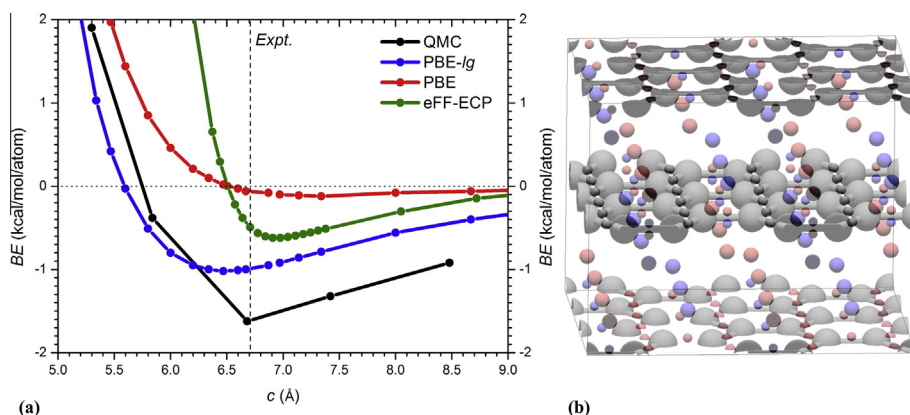 2
1
0
-1
-2
BE (kcal/mol/atom)
Expt.
QMC
PBE-lg
PBE
eFF-ECP
2
1
0
-1
-2
BE (kcal/mol/atom)
5.0 5.5 6.0 6.5 7.0 7.5 8.0 8.5 9.0
c (Å)
(a)
(b)